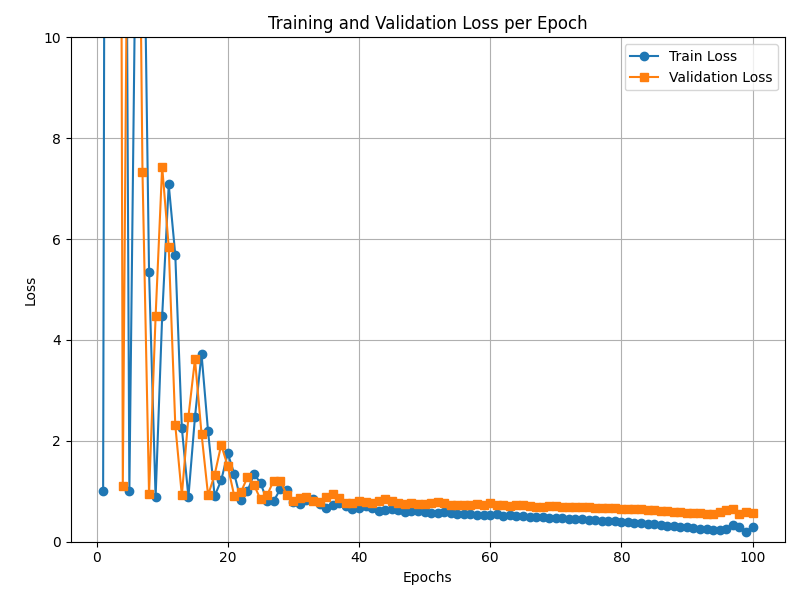 Training and Validation Loss per Epoch
Train Loss
Validation Loss
Loss
10
8
6
4
2
0
0 20 40 60 80 100
Epochs